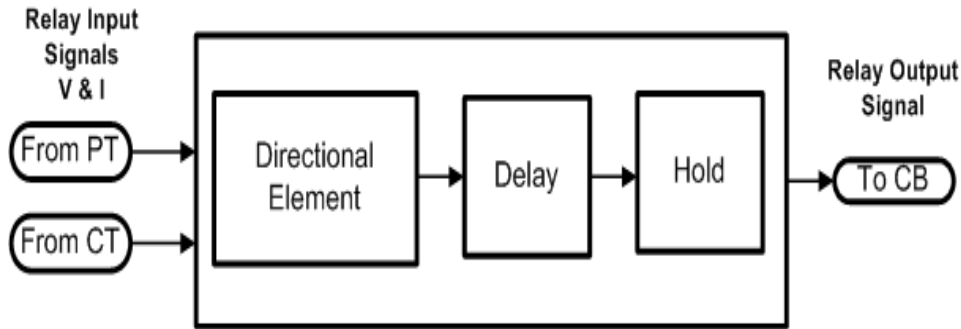 Relay Input
Signals
V & I
From PT
From CT
Directional
Element
Delay
Hold
Relay Output
Signal
To CB